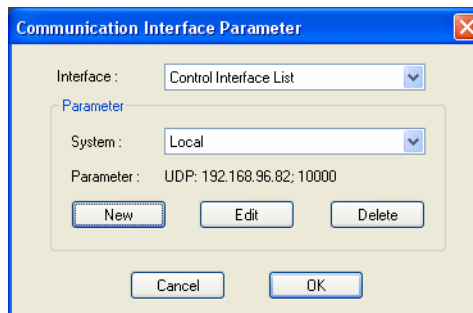 Communication Interface Parameter
Interface : Control Interface List
Parameter
System : Local
Parameter : UDP: 192.168.96.82; 10000
New Edit Delete
Cancel OK